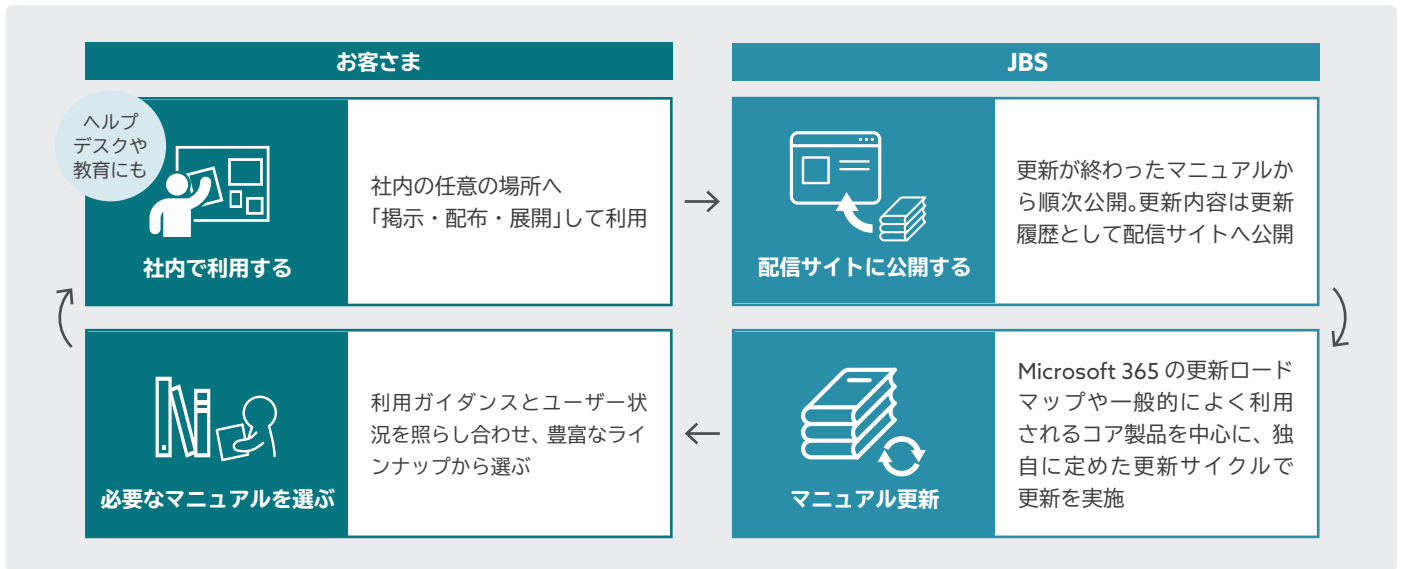 お客さま
JBS
ヘルプ
デスクや
教育にも
社内で利用する
社内の任意の場所へ
「掲示・配布・展開」して利用
配信サイトに公開する
更新が終わったマニュアルか
ら順次公開。更新内容は更新
履歴として配信サイトへ公開
必要なマニュアルを選ぶ
利用ガイダンスとユーザー状
況を照らし合わせ、豊富なライ
ンナップから選ぶ
マニュアル更新
Microsoft 365 の更新ロード
マップや一般的によく利用
されるコア製品を中心に、独
自に定めた更新サイクルで
更新を実施